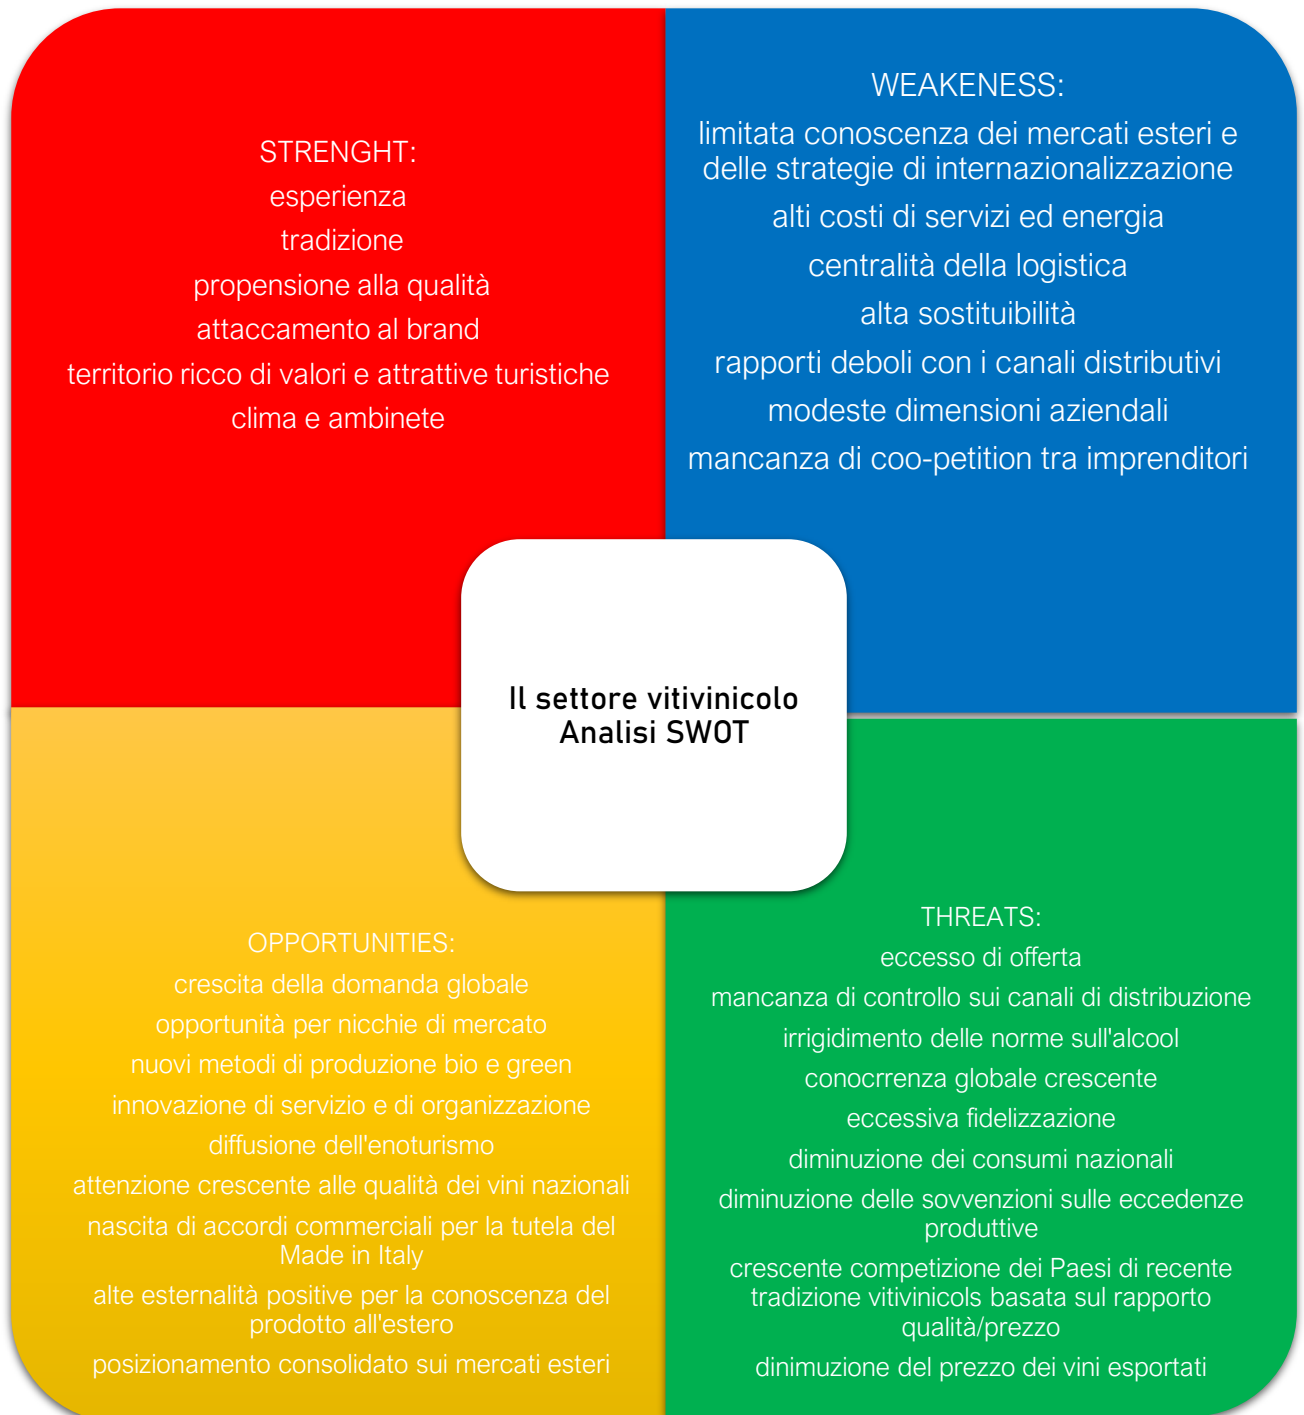 STRENGHT:
esperienza
tradizione
propensione alla qualità
attaccamento al brand
territorio ricco di valori e attrattive turistiche
clima e ambinete
WEAKENESS:
limitata conoscenza dei mercati esteri e
delle strategie di internazionalizzazione
alti costi di servizi ed energia
centralità della logistica
alta sostituibilità
rapporti deboli con i canali distributivi
modeste dimensioni aziendali
mancanza di coo-petition tra imprenditori
Il settore vitivinicolo
Analisi SWOT
OPPORTUNITIES:
crescita della domanda globale
opportunità per nicchie di mercato
nuovi metodi di produzione bio e green
innovazione di servizio e di organizzazione
diffusione dell'enoturismo
attenzione crescente alle qualità dei vini nazionali
nascita di accordi commerciali per la tutela del
Made in Italy
alte esternalità positive per la conoscenza del
prodotto all'estero
posizionamento consolidato sui mercati esteri
THREATS:
eccesso di offerta
mancanza di controllo sui canali di distribuzione
irrigidimento delle norme sull'alcool
conocrrenza globale crescente
eccessiva fidelizzazione
diminuzione dei consumi nazionali
diminuzione delle sovvenzioni sulle eccedenze
produttive
crescente competizione dei Paesi di recente
tradizione vitivinicols basata sul rapporto
qualità/prezzo
dinimuzione del prezzo dei vini esportati